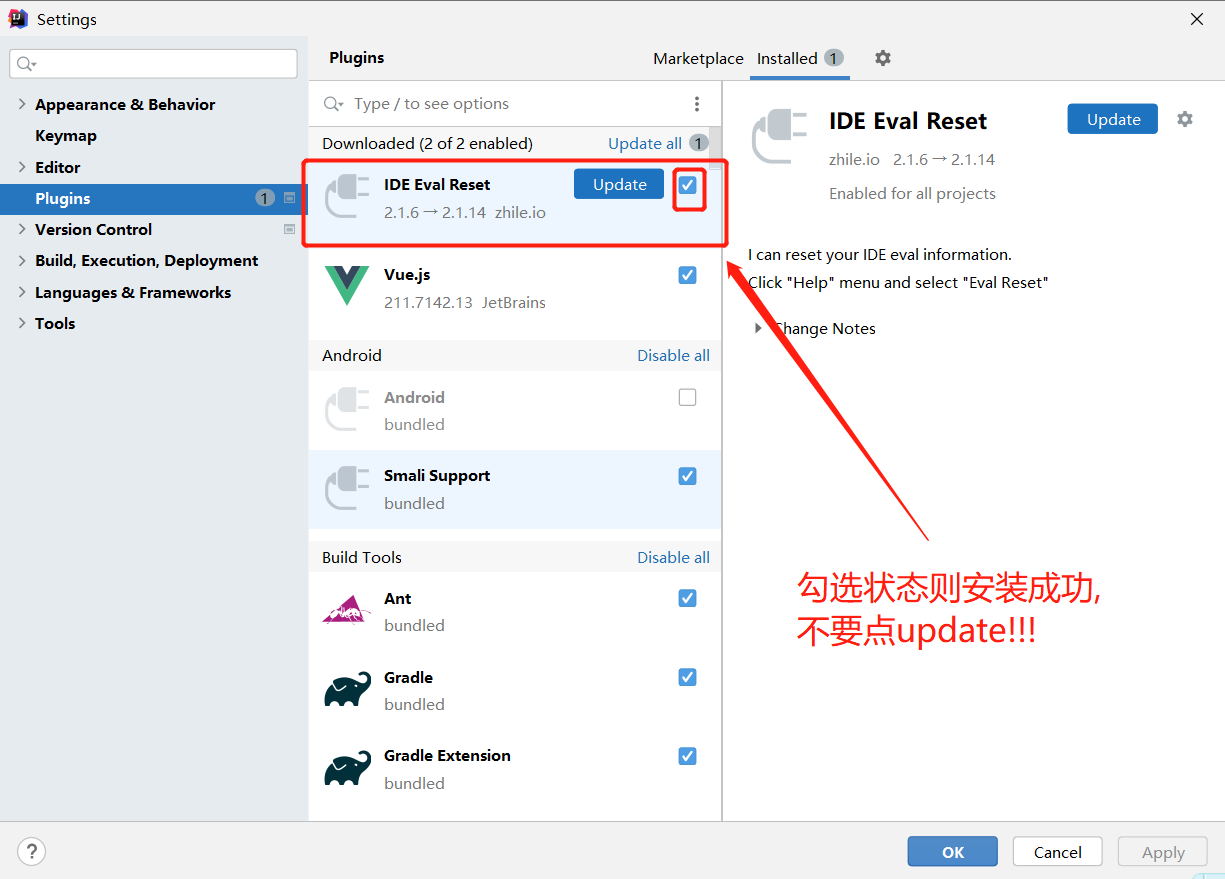 Settings
Plugins
Marketplace
Installed 1
Appearance & Behavior
Keymap
Editor
Plugins 1
Version Control
Build, Execution, Deployment
Languages & Frameworks
Tools
Type / to see options
Downloaded (2 of 2 enabled) Update all 1
IDE Eval Reset Update
2.1.6 → 2.1.14 zhile.io
Vue.js
211.7142.13 JetBrains
Android Disable all
Android
bundled
Smali Support
bundled
Build Tools Disable all
Ant
bundled
Gradle
bundled
Gradle Extension
bundled
IDE Eval Reset Update
zhile.io 2.1.6 → 2.1.14
Enabled for all projects
I can reset your IDE eval information.
Click "Help" menu and select "Eval Reset"
Change Notes
勾选状态则安装成功,
不要点update!!!
?
OK Cancel Apply